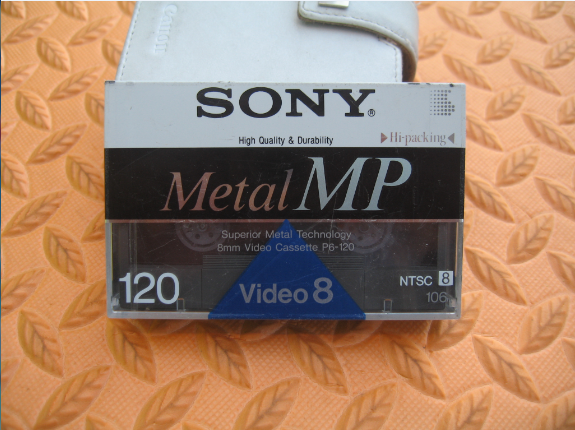 Canon
SONY®
High Quality & Durability
▶Hi-packing◀
Metal MP
Superior Metal Technology
8mm Video Cassette P6-120
120
Video 8
NTSC 8
106